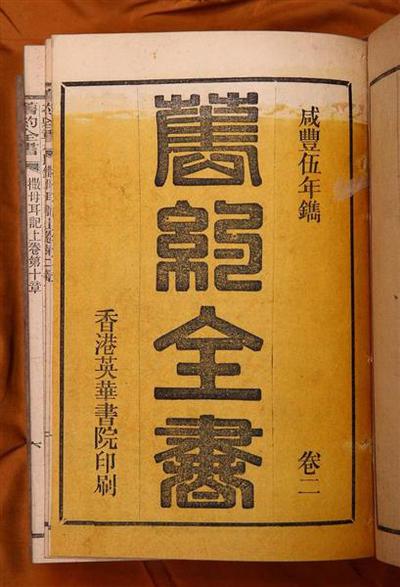 咸豐伍年鐫
卷二
舊約全書
香港英華書院印刷
舊約全書
撒母耳記上卷第十章
六